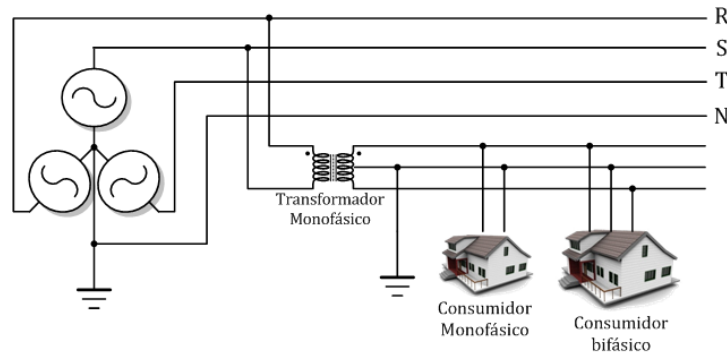 R
S
T
N
Transformador
Monofásico
Consumidor
Monofásico
Consumidor
bifásico